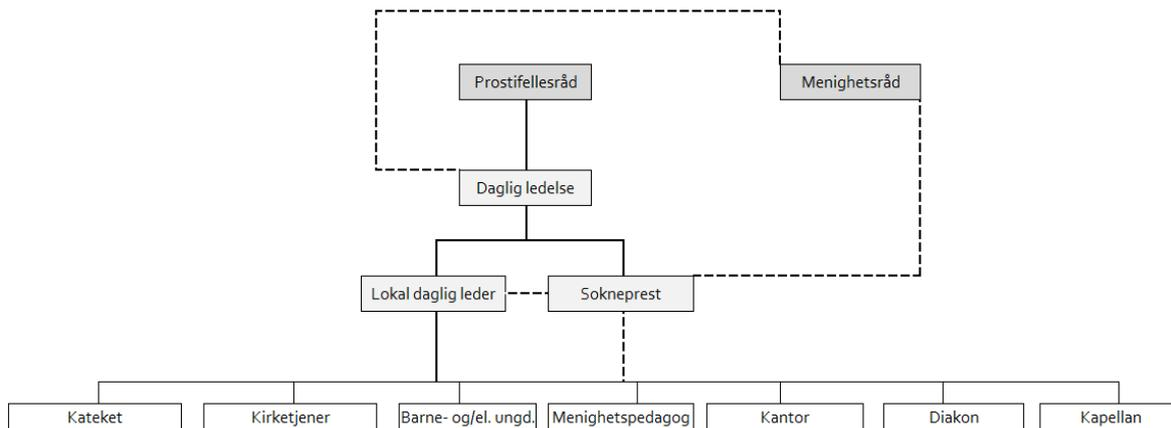 Prostifellesråd
Menighetsråd
Daglig ledelse
Lokal daglig leder
Sokneprest
Kateket
Kirketjener
Barne- og/el. ungd.
Menighetspedagog
Kantor
Diakon
Kapellan